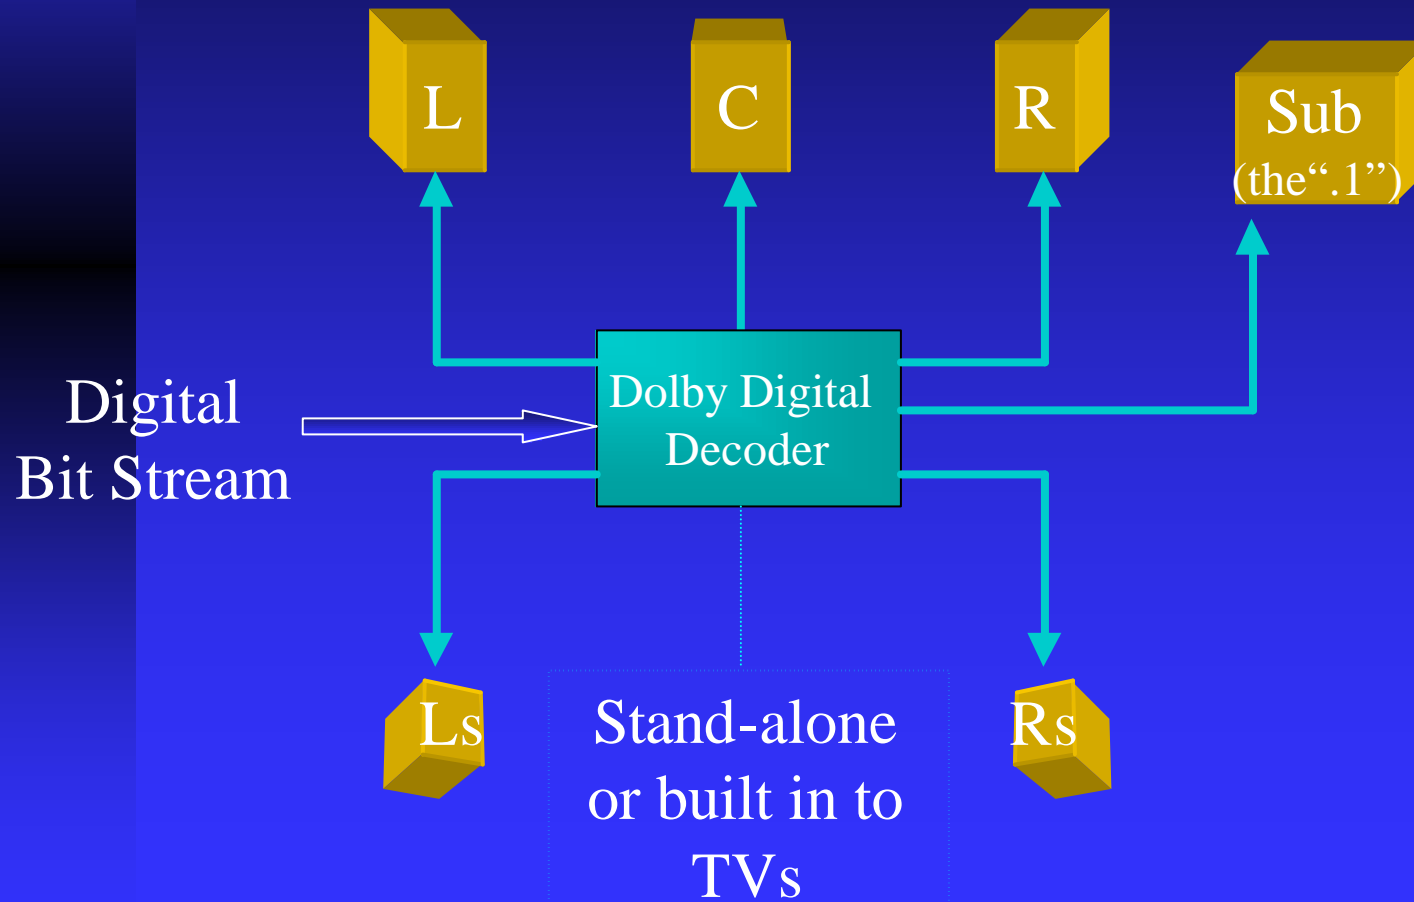 L
C
R
Sub
(the“.1”)
Digital
Bit Stream
Dolby Digital
Decoder
Ls
Rs
Stand-alone
or built in to
TVs